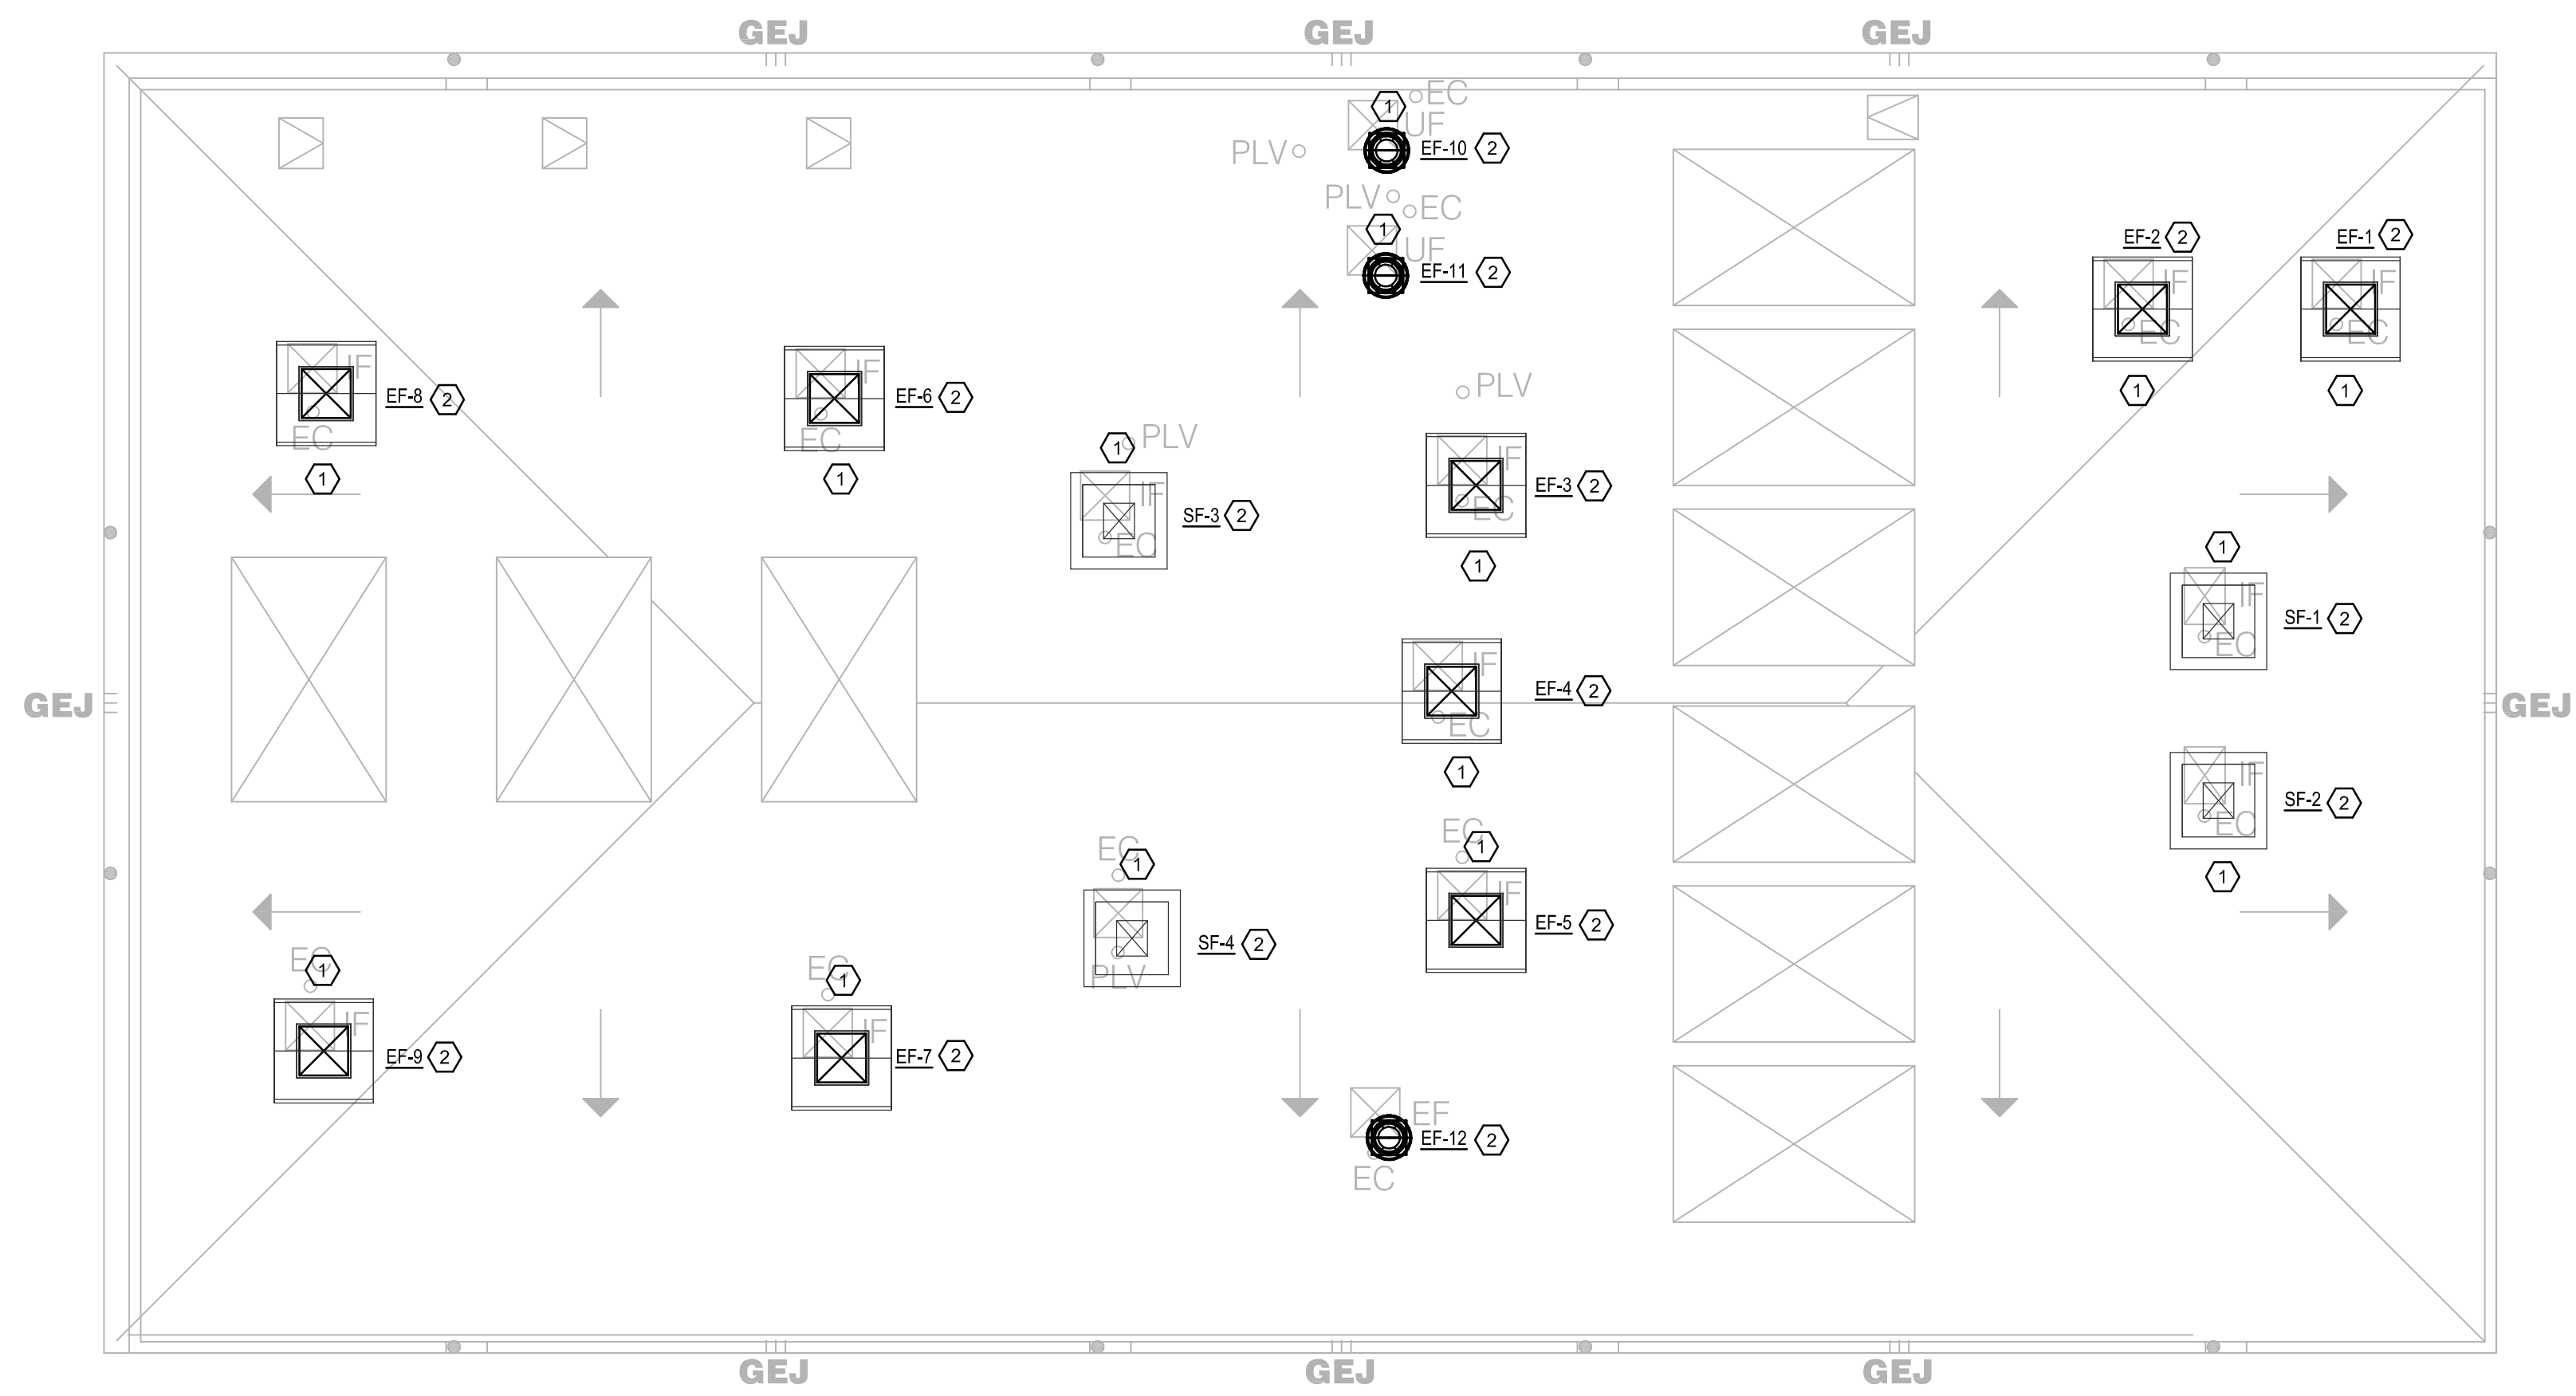 GEJ GEJ GEJ
1 EC
UF
PLV EF-10 2
PLV EC
1 UF
EF-11 2
EF-2 2 EF-1 2
IF IF
EC EC
1 1
IF IF
EF-8 2 EF-6 2
EC EC
1 1
PLV
1 PLV
IF SF-3 2
EC
IF EF-3 2
EC
1
1
IF SF-1 2
EC
IF EF-4 2
EC
1
GEJ GEJ
IF SF-2 2
EC
1
EC 1
EC 1
IF EF-5 2
SF-4 2
PLV
EC 1 EC 1
IF IF
EF-9 2 EF-7 2
EF
EF-12 2
EC
GEJ GEJ GEJ